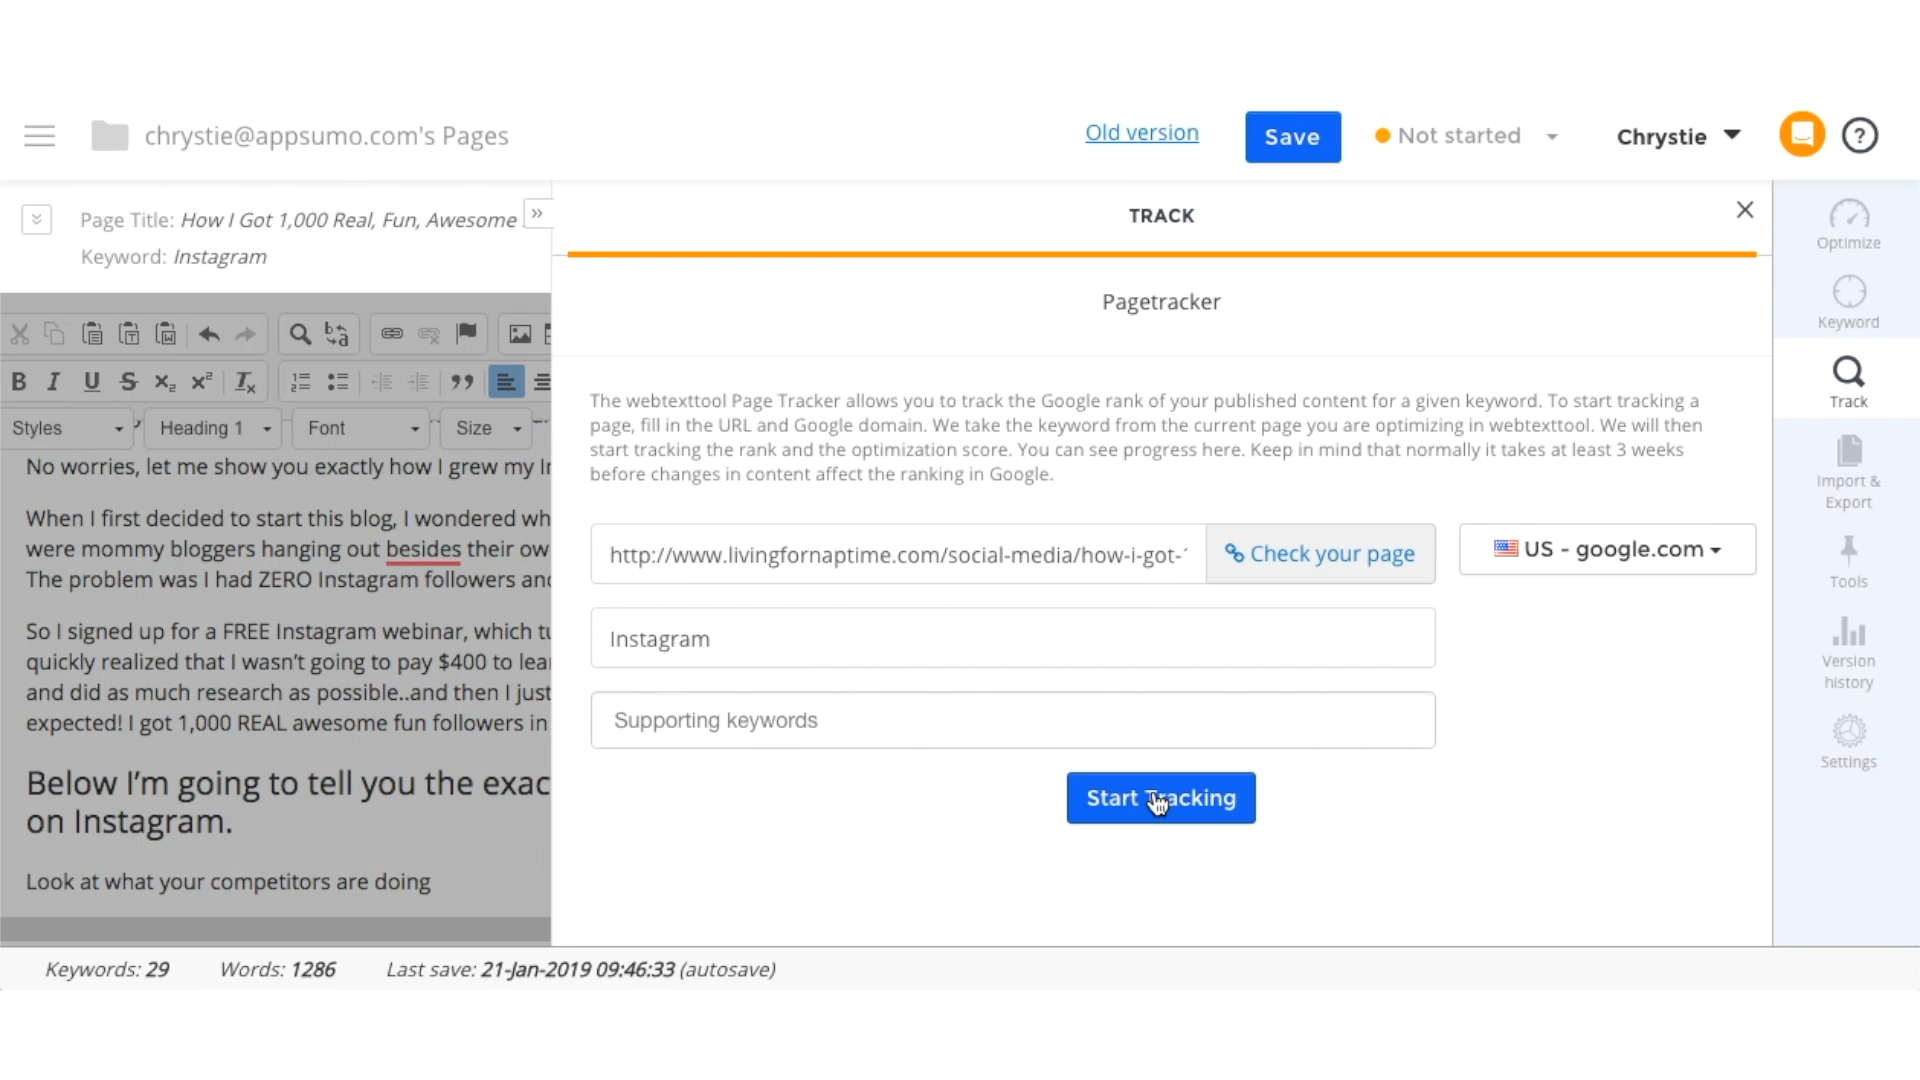 chrystie@appsumo.com's Pages
Old version
Save
Not started
Chrystie
?
Page Title: How I Got 1,000 Real, Fun, Awesome
Keyword: Instagram
Styles
Heading 1
Font
Size
No worries, let me show you exactly how I grew my
When I first decided to start this blog, I wondered
were mommy bloggers hanging out besides their
The problem was I had ZERO Instagram followers
So I signed up for a FREE Instagram webinar, which
quickly realized that I wasn't going to pay $400 to
and did as much research as possible..and then I just
expected! I got 1,000 REAL awesome fun followers in
Below I'm going to tell you the
on Instagram.
Look at what your competitors are doing
TRACK
Pagetracker
The webtexttool Page Tracker allows you to track the Google rank of your published content for a given keyword. To start tracking a
page, fill in the URL and Google domain. We take the keyword from the current page you are optimizing in webtexttool. We will then
start tracking the rank and the optimization score. You can see progress here. Keep in mind that normally it takes at least 3 weeks
before changes in content affect the ranking in Google.
http://www.livingfornaptime.com/social-media/how-i-got-
Check your page
US - google.com
Instagram
Supporting keywords
Start Tracking
Optimize
Keyword
Track
Import &
Export
Tools
Version
history
Settings
Keywords: 29
Words: 1286
Last save: 21-Jan-2019 09:46:33 (autosave)